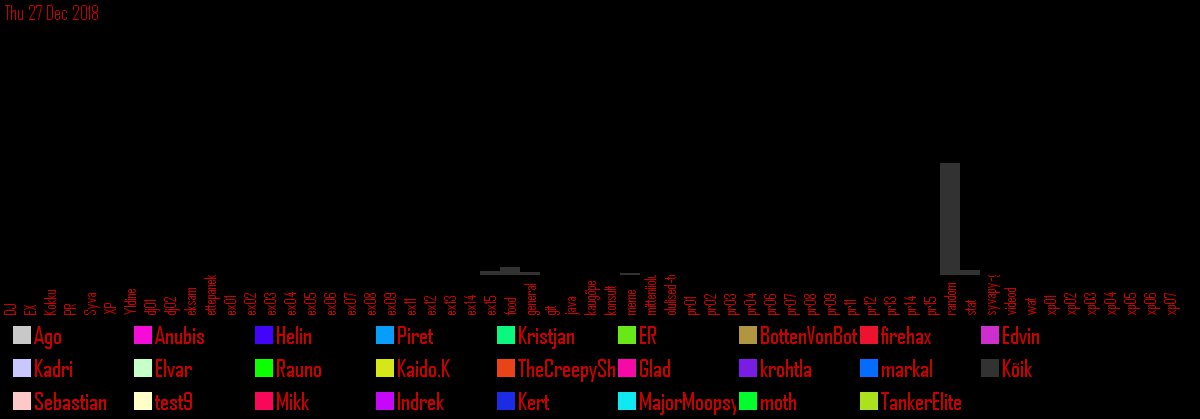 Thu 27 Dec 2018
DJ EX Kokku PR Syva XP Yldine dj01 dj02 eksam ettepanek ex01 ex02 ex03 ex04 ex05 ex06 ex07 ex08 ex09 ex11 ex12 ex13 ex14 ex15 food general git java kaugõpe konsult meme mitteniloli. olulised-t pr01 pr02 pr03 pr04 pr06 pr07 pr08 pr09 pr11 pr12 pr13 pr14 pr15 random stat syvapy-t videod waf xp01 xp02 xp03 xp04 xp05 xp06 xp07
Ago Anubis Helin Piret Kristjan ER BottenVonBot firehax Edvin
Kadri Elvar Rauno Kaido.K TheCreepySh Glad krohtla markal Kõik
Sebastian test9 Mikk Indrek Kert MajorMoopsy moth TankerElite